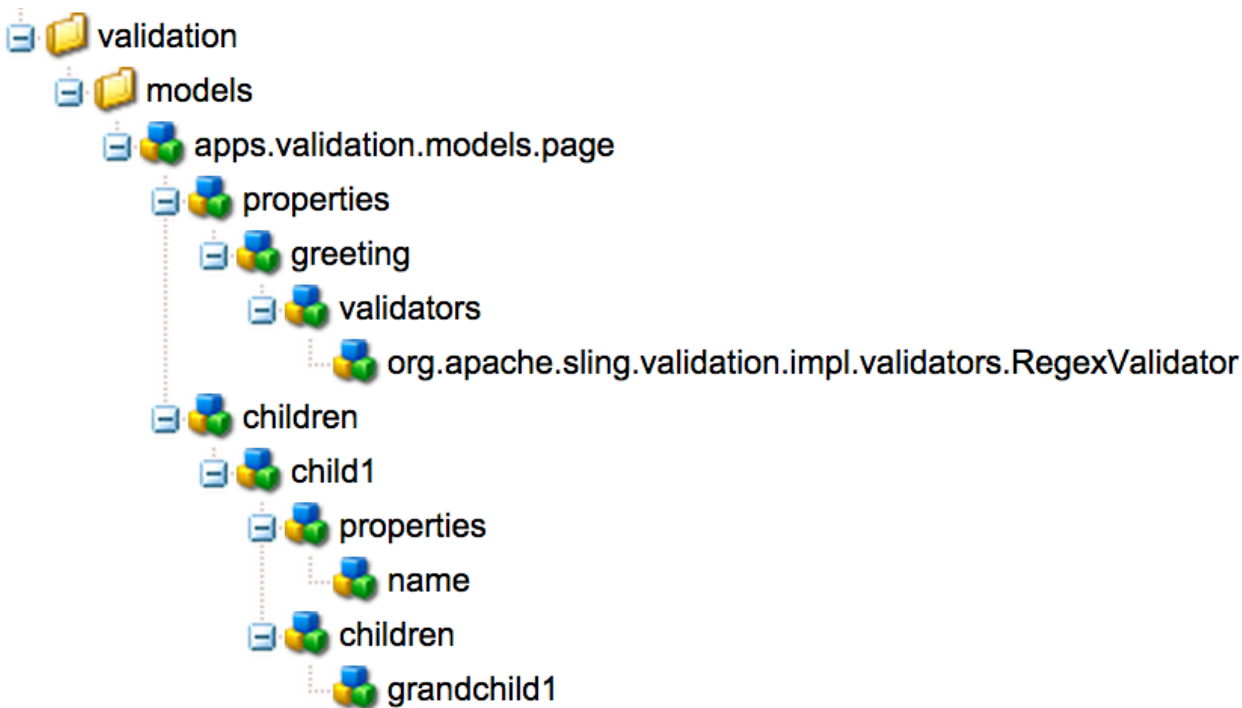 validation
models
apps.validation.models.page
properties
greeting
validators
org.apache.sling.validation.impl.validators.RegexValidator
children
child1
properties
name
children
grandchild1